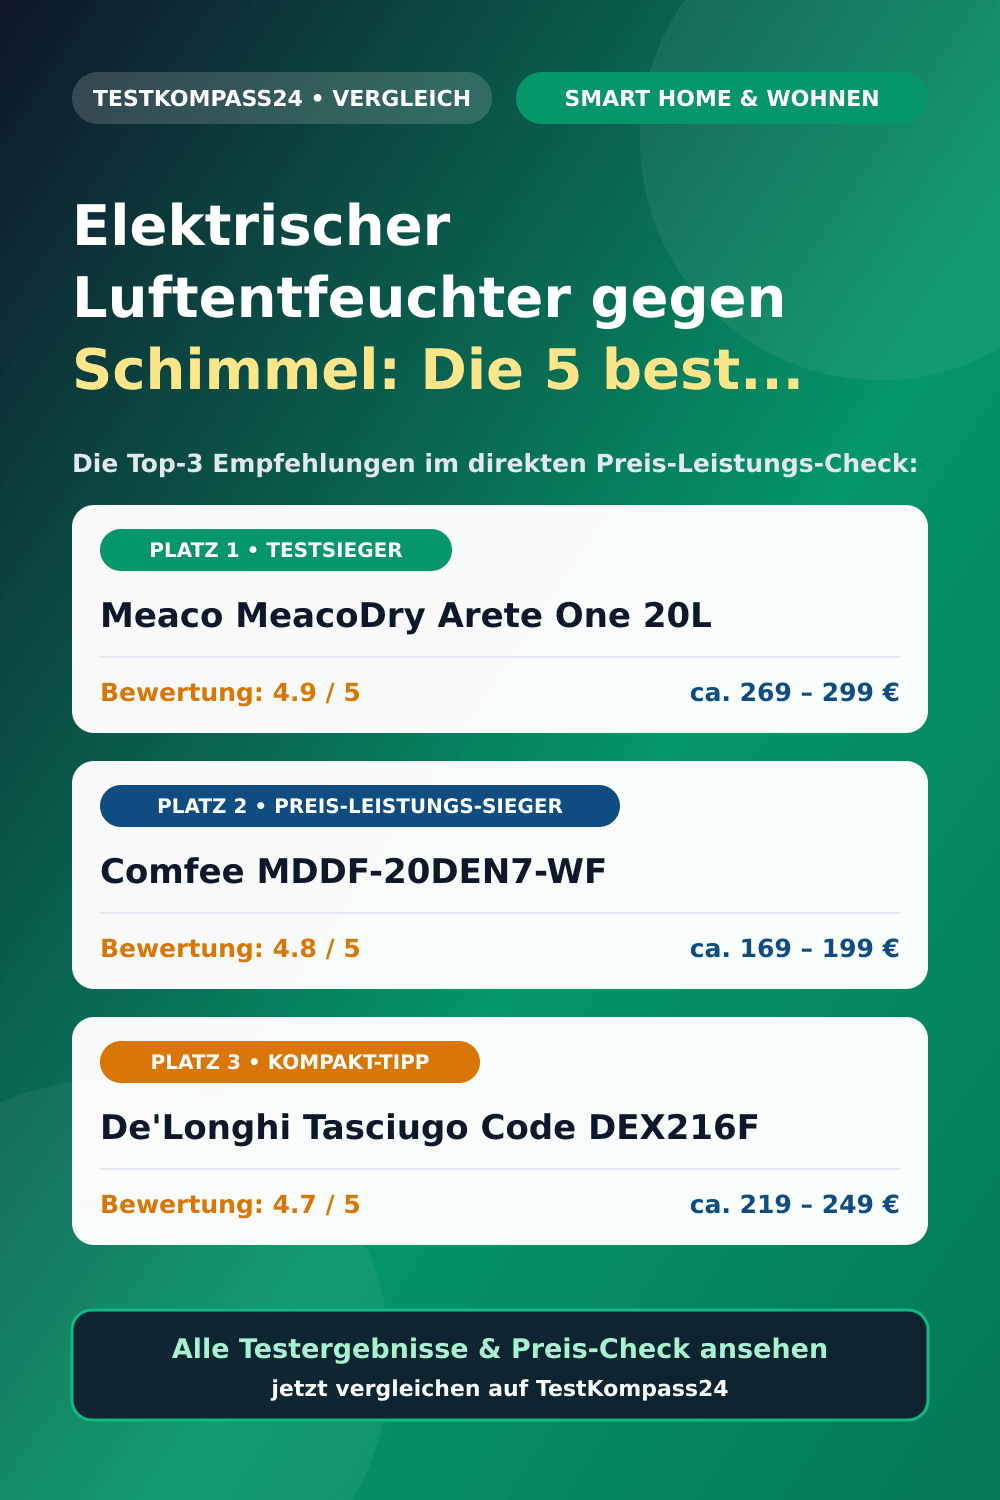 TESTKOMPASS24 • VERGLEICH
SMART HOME & WOHNEN
Elektrischer
Luftentfeuchter gegen
Schimmel: Die 5 best...
Die Top-3 Empfehlungen im direkten Preis-Leistungs-Check:
PLATZ 1 • TESTSIEGER
Meaco MeacoDry Arete One 20L
Bewertung: 4.9 / 5
ca. 269 – 299 €
PLATZ 2 • PREIS-LEISTUNGS-SIEGER
Comfee MDDF-20DEN7-WF
Bewertung: 4.8 / 5
ca. 169 – 199 €
PLATZ 3 • KOMPAKT-TIPP
De'Longhi Tasciugo Code DEX216F
Bewertung: 4.7 / 5
ca. 219 – 249 €
Alle Testergebnisse & Preis-Check ansehen
jetzt vergleichen auf TestKompass24